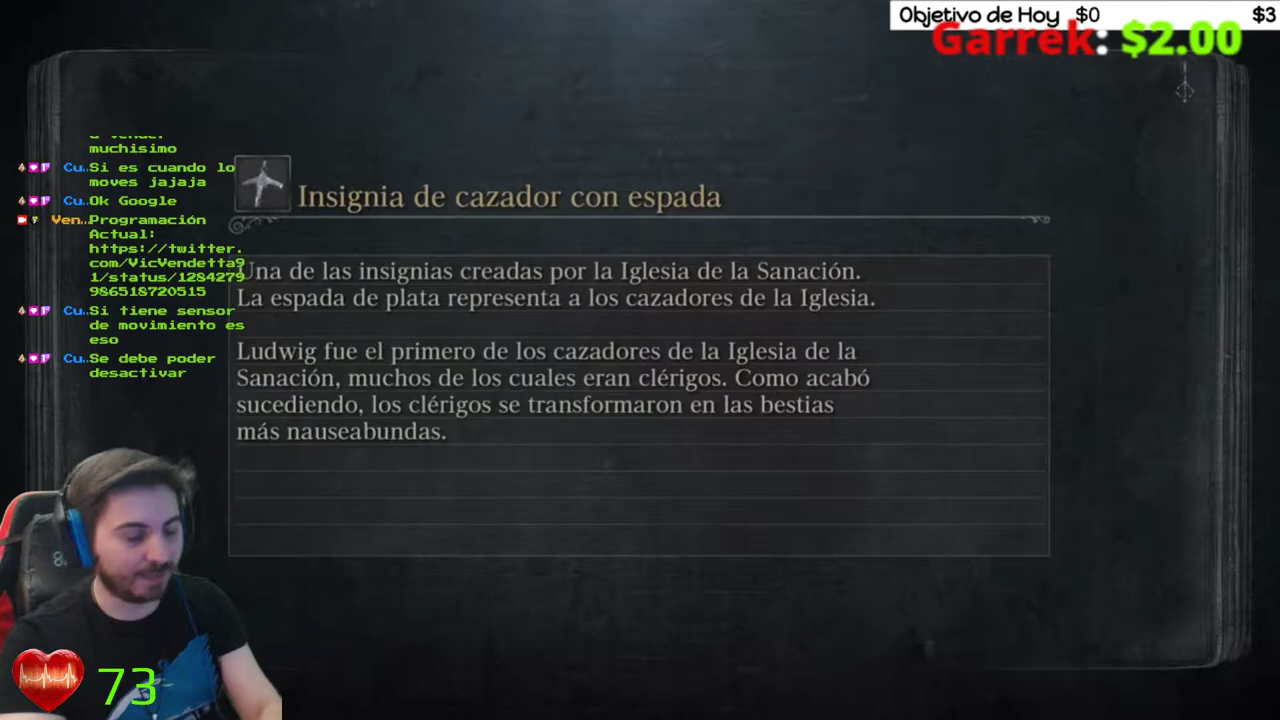 Objetivo de Hoy $0 $3
Garrek: $2.00
muchisimo
Cu..Si es cuando lo
moves jajaja
Cu..Ok Google
Ven..Programación
Actual:
https://twitter.
com/VicVendetta9
1/status/1284279
986518720515
Cu..Si tiene sensor
de movimiento es
eso
Cu..Se debe poder
desactivar
Insignia de cazador con espada
Una de las insignias creadas por la Iglesia de la Sanación.
La espada de plata representa a los cazadores de la Iglesia.
Ludwig fue el primero de los cazadores de la Iglesia de la
Sanación, muchos de los cuales eran clérigos. Como acabó
sucediendo, los clérigos se transformaron en las bestias
más nauseabundas.
73